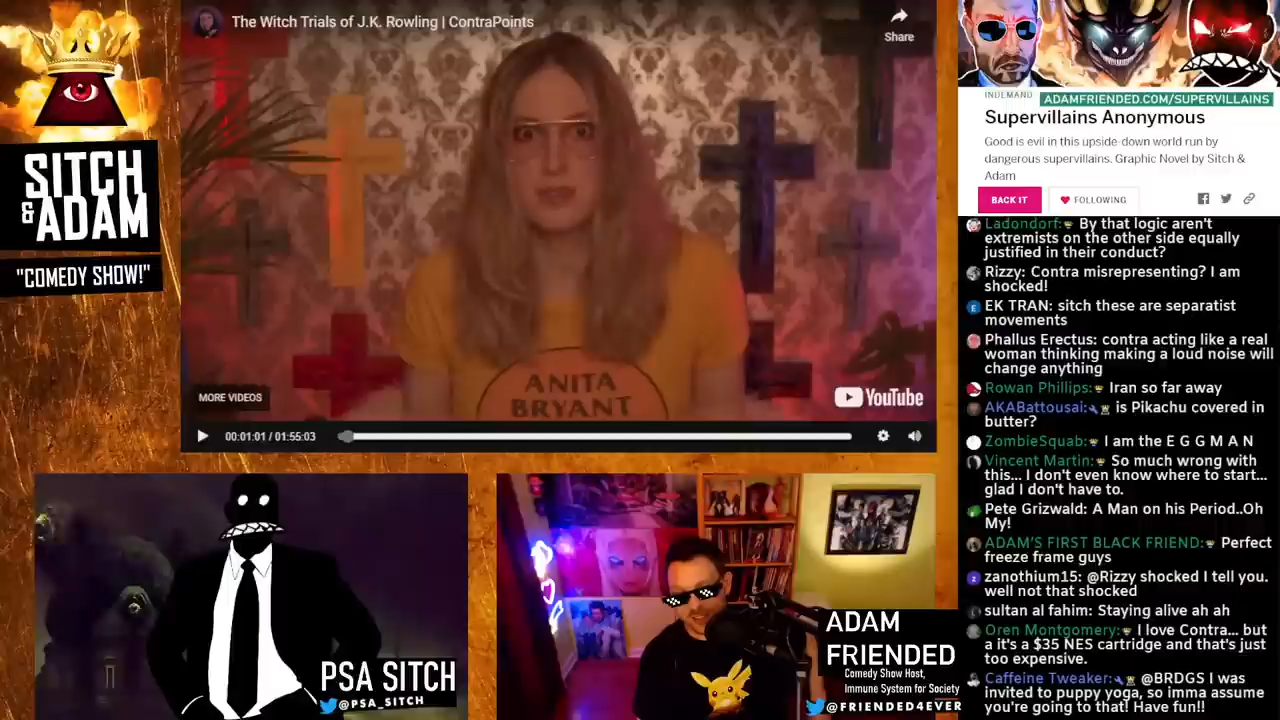 The Witch Trials of J.K. Rowling | ContraPoints
Share
ANITA
BRYANT
MORE VIDEOS
YouTube
00:01:01 / 01:55:03
SITCH
& ADAM
"COMEDY SHOW!"
PSA SITCH
@PSA_SITCH
ADAM
FRIENDED
Comedy Show Host,
Immune System for Society
@FRIENDED4EVER
INDEMAND
ADAMFRIENDED.COM/SUPERVILLAINS
Supervillains Anonymous
Good is evil in this upside-down world run by
dangerous supervillains. Graphic Novel by Sitch &
Adam
BACK IT
FOLLOWING
Ladondorf: By that logic aren't
extremists on the other side equally
justified in their conduct?
Rizzy: Contra misrepresenting? I am
shocked!
EK TRAN: sitch these are separatist
movements
Phallus Erectus: contra acting like a real
woman thinking making a loud noise will
change anything
Rowan Phillips: Iran so far away
AKABattousai: is Pikachu covered in
butter?
ZombieSquab: I am the E G G M A N
Vincent Martin: So much wrong with
this... I don't even know where to start...
glad I don't have to.
Pete Grizwald: A Man on his Period..Oh
My!
ADAM'S FIRST BLACK FRIEND: Perfect
freeze frame guys
zanothium15: @Rizzy shocked I tell you.
well not that shocked
sultan al fahim: Staying alive ah ah
Oren Montgomery: I love Contra... but
a it's a $35 NES cartridge and that's just
too expensive.
Caffeine Tweaker: @BRDGS I was
invited to puppy yoga, so imma assume
you're going to that! Have fun!!